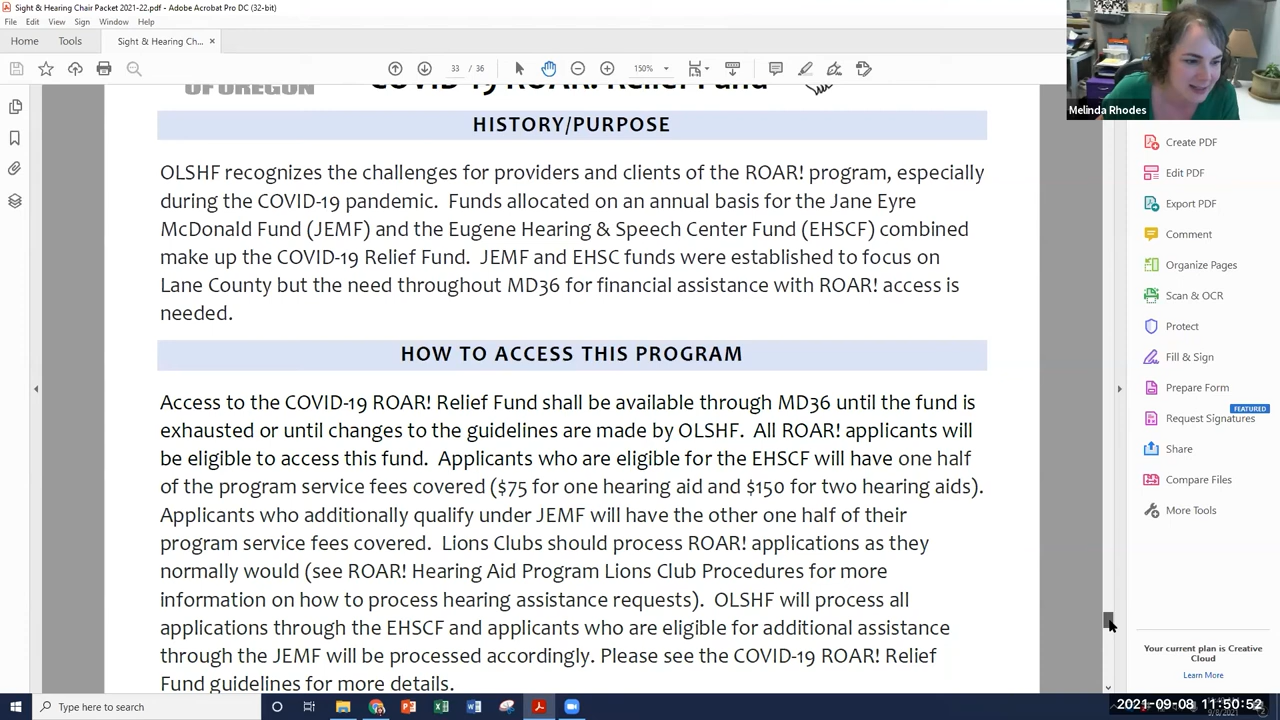 Sight & Hearing Chair Packet 2021-22.pdf - Adobe Acrobat Pro DC (32-bit)
File Edit View Sign Window Help
Home Tools Sight & Hearing Ch... ×
33 / 36 150%
Melinda Rhodes
OF OREGON COVID-19 ROAR! Relief Fund
HISTORY/PURPOSE
OLSHF recognizes the challenges for providers and clients of the ROAR! program, especially
during the COVID-19 pandemic. Funds allocated on an annual basis for the Jane Eyre
McDonald Fund (JEMF) and the Eugene Hearing & Speech Center Fund (EHSCF) combined
make up the COVID-19 Relief Fund. JEMF and EHSC funds were established to focus on
Lane County but the need throughout MD36 for financial assistance with ROAR! access is
needed.
HOW TO ACCESS THIS PROGRAM
Access to the COVID-19 ROAR! Relief Fund shall be available through MD36 until the fund is
exhausted or until changes to the guidelines are made by OLSHF. All ROAR! applicants will
be eligible to access this fund. Applicants who are eligible for the EHSCF will have one half
of the program service fees covered ($75 for one hearing aid and $150 for two hearing aids).
Applicants who additionally qualify under JEMF will have the other one half of their
program service fees covered. Lions Clubs should process ROAR! applications as they
normally would (see ROAR! Hearing Aid Program Lions Club Procedures for more
information on how to process hearing assistance requests). OLSHF will process all
applications through the EHSCF and applicants who are eligible for additional assistance
through the JEMF will be processed accordingly. Please see the COVID-19 ROAR! Relief
Fund guidelines for more details.
Create PDF
Edit PDF
Export PDF
Comment
Organize Pages
Scan & OCR
Protect
Fill & Sign
Prepare Form
FEATURED
Request Signatures
Share
Compare Files
More Tools
Your current plan is Creative
Cloud
Learn More
Type here to search
2021-09-08 11:50:52
9/8/2021